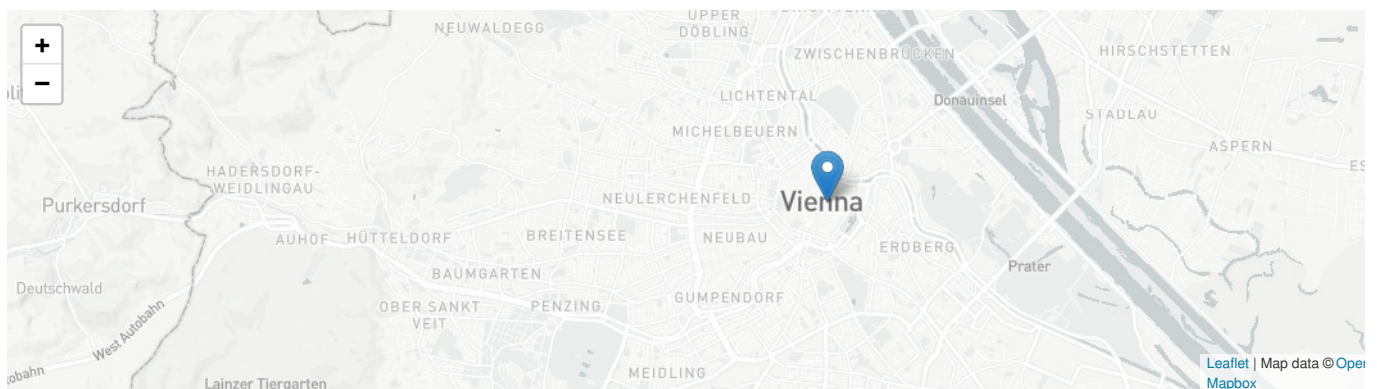 UPPER
DÖBLING
NEUWALDEGG
+
−
ZWISCHENBRÜCKEN
HIRSCHSTETTEN
LICHTENTAL
Donauinsel
STADLAU
MICHELBEUERN
ASPERN
HADERSDORF-
WEIDLINGAU
Purkersdorf
NEULERCHENFELD
Vienna
AUHOF
HÜTTELDORF
BREITENSEE
NEUBAU
ERDBERG
Prater
BAUMGARTEN
Deutschwald
OBER SANKT
VEIT
PENZING
GUMPENDORF
West Autobahn
MEIDLING
Lainzer Tiergarten
Leaflet | Map data © Open
Mapbox